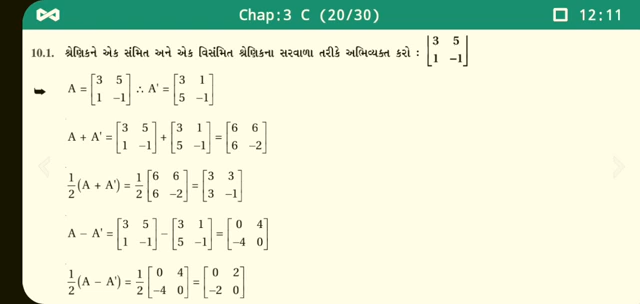 Chap:3 C (20/30)
12:11
10.1. શ્રેણિકને એક સંમિત અને એક વિસંમિત શ્રેણિકના સરવાળા તરીકે અભિવ્યક્ત કરો : [3 5; 1 −1]
A = [3 5; 1 −1] ∴ A' = [3 1; 5 −1]
A + A' = [3 5; 1 −1] + [3 1; 5 −1] = [6 6; 6 −2]
1/2 (A + A') = 1/2 [6 6; 6 −2] = [3 3; 3 −1]
A − A' = [3 5; 1 −1] − [3 1; 5 −1] = [0 4; −4 0]
1/2 (A − A') = 1/2 [0 4; −4 0] = [0 2; −2 0]